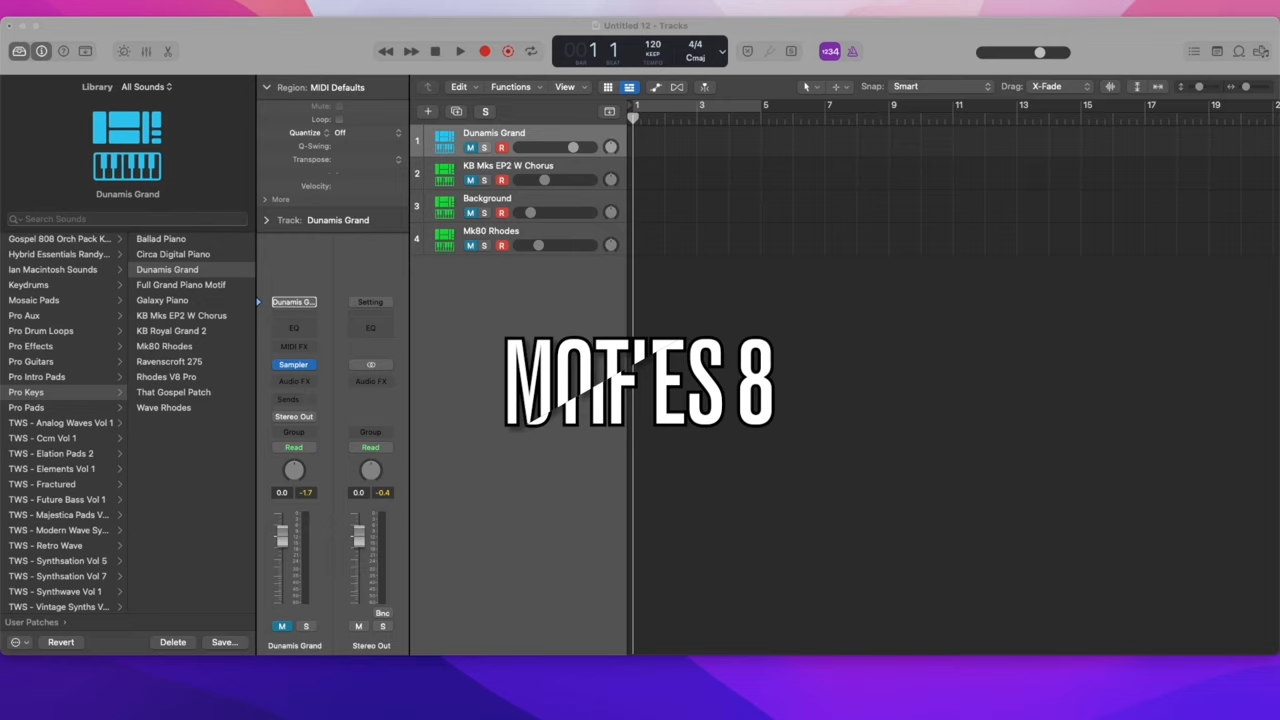 Untitled 12 - Tracks
00 1 1
BAR BEAT
120
KEEP
TEMPO
4/4
Cmaj
1234
Library All Sounds
Dunamis Grand
Search Sounds
Gospel 808 Orch Pack K...
Hybrid Essentials Randy...
Ian Macintosh Sounds
Keydrums
Mosaic Pads
Pro Aux
Pro Drum Loops
Pro Effects
Pro Guitars
Pro Intro Pads
Pro Keys
Pro Pads
TWS - Analog Waves Vol 1
TWS - Ccm Vol 1
TWS - Elation Pads 2
TWS - Elements Vol 1
TWS - Fractured
TWS - Future Bass Vol 1
TWS - Majestica Pads V...
TWS - Modern Wave Sy...
TWS - Retro Wave
TWS - Synthsation Vol 5
TWS - Synthsation Vol 7
TWS - Synthwave Vol 1
TWS - Vintage Synths V...
Ballad Piano
Circa Digital Piano
Dunamis Grand
Full Grand Piano Motif
Galaxy Piano
KB Mks EP2 W Chorus
KB Royal Grand 2
Mk80 Rhodes
Ravenscroft 275
Rhodes V8 Pro
That Gospel Patch
Wave Rhodes
User Patches
Revert Delete Save...
Region: MIDI Defaults
Mute:
Loop:
Quantize Off
Q-Swing:
Transpose:
Velocity:
More
Track: Dunamis Grand
Dunamis G... Setting
EQ EQ
MIDI FX
Sampler
Audio FX Audio FX
Sends
Stereo Out
Group Group
Read Read
0.0 -1.7 0.0 -0.4
Bnc
M S M S
Dunamis Grand Stereo Out
Edit Functions View
Snap: Smart Drag: X-Fade
S
1 3 5 7 9 11 13 15 17 19
1 Dunamis Grand
M S R
2 KB Mks EP2 W Chorus
M S R
3 Background
M S R
4 Mk80 Rhodes
M S R